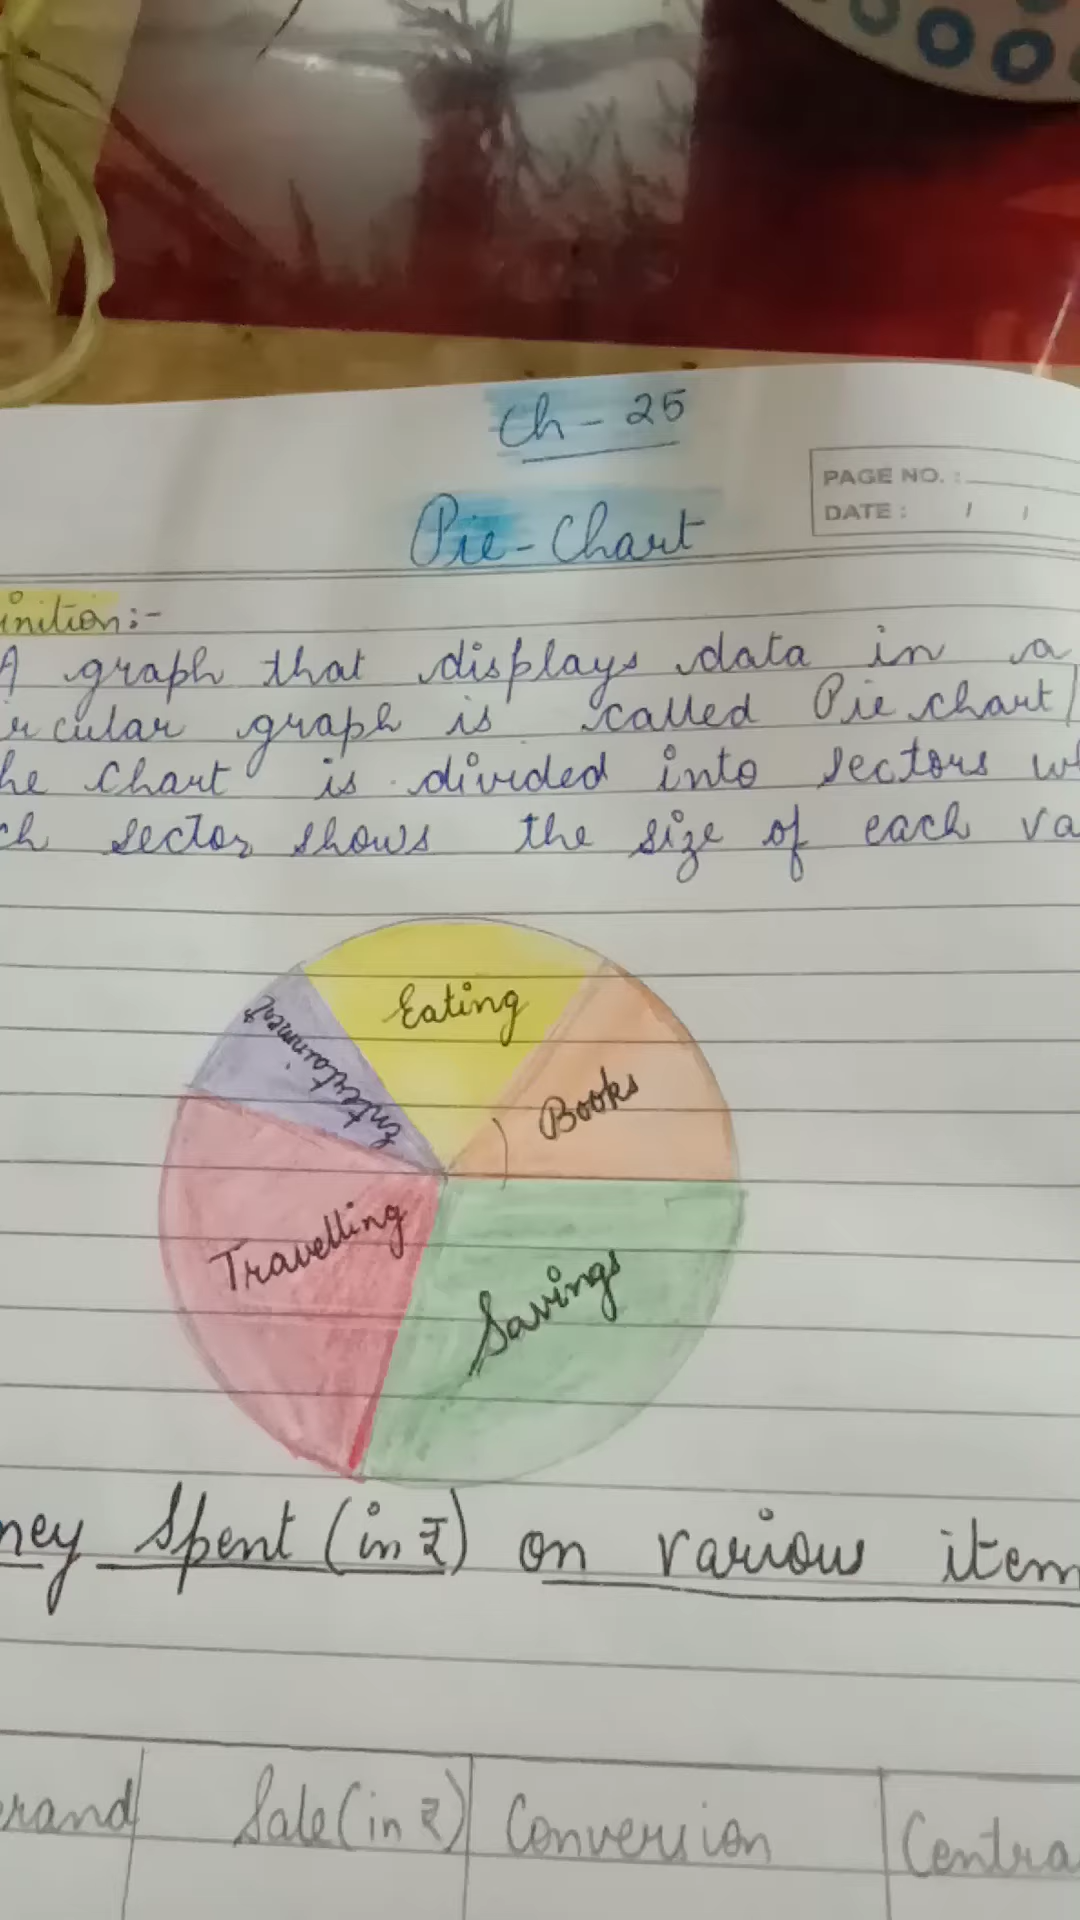 Ch - 25
PAGE NO. :
DATE : / /
Pie - Chart
inition :-
A graph that displays data in a
ircular graph is called Pie chart/
he Chart is divided into sectors wh
ch sector shows the size of each va
Eating
Entertainment
Books
Travelling
Savings
ney Spent (in ₹) on various item
rand Sale (in ₹) Conversion Centra